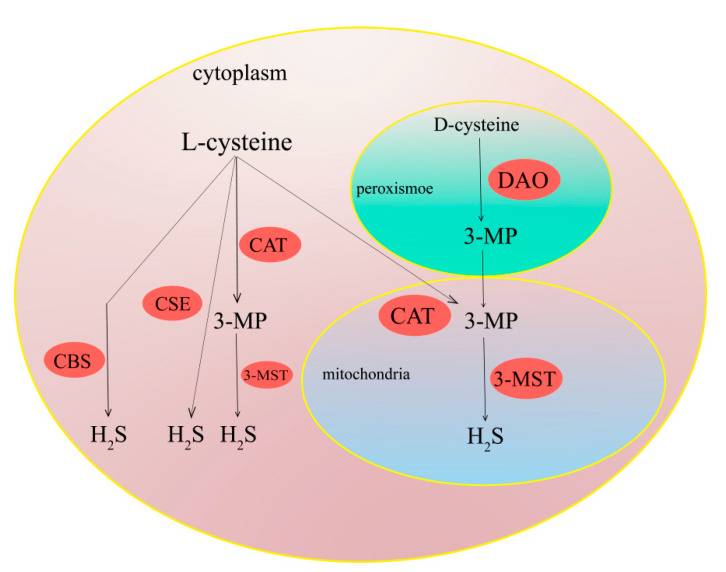 cytoplasm
L-cysteine
D-cysteine
peroxismoe
DAO
3-MP
CAT
CSE
3-MP
CAT
3-MP
CBS
3-MST
mitochondria
3-MST
H₂S
H₂S
H₂S
H₂S